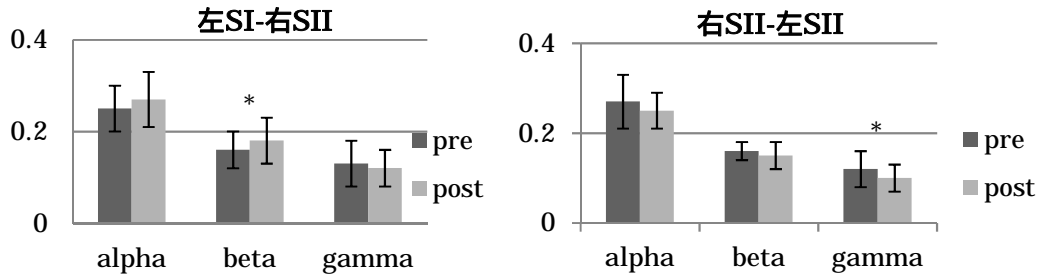 左SI-右SII
0.4
0.2
0
*
alpha beta gamma
pre
post
右SII-左SII
0.4
0.2
0
*
alpha beta gamma
pre
post